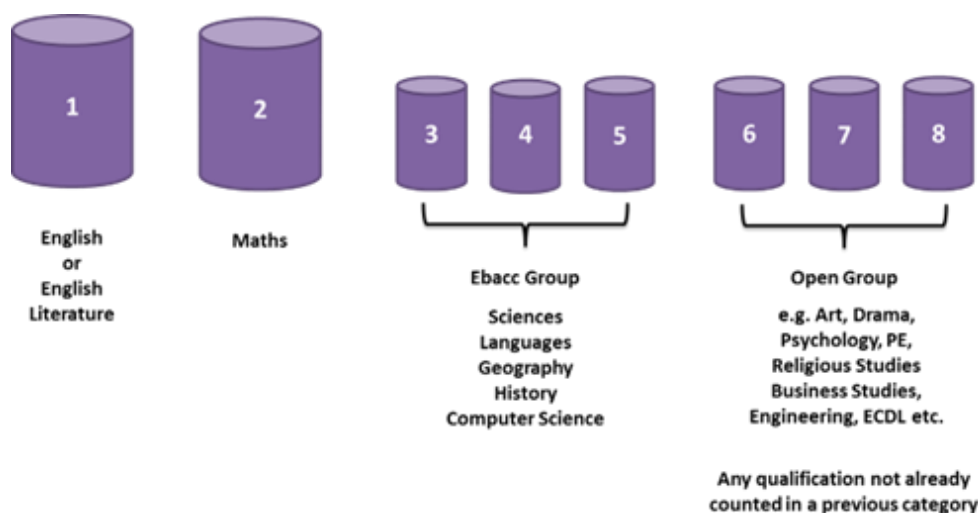 1
2
3
4
5
6
7
8
English
or
English
Literature
Maths
Ebacc Group
Sciences
Languages
Geography
History
Computer Science
Open Group
e.g. Art, Drama,
Psychology, PE,
Religious Studies
Business Studies,
Engineering, ECDL etc.
Any qualification not already
counted in a previous category